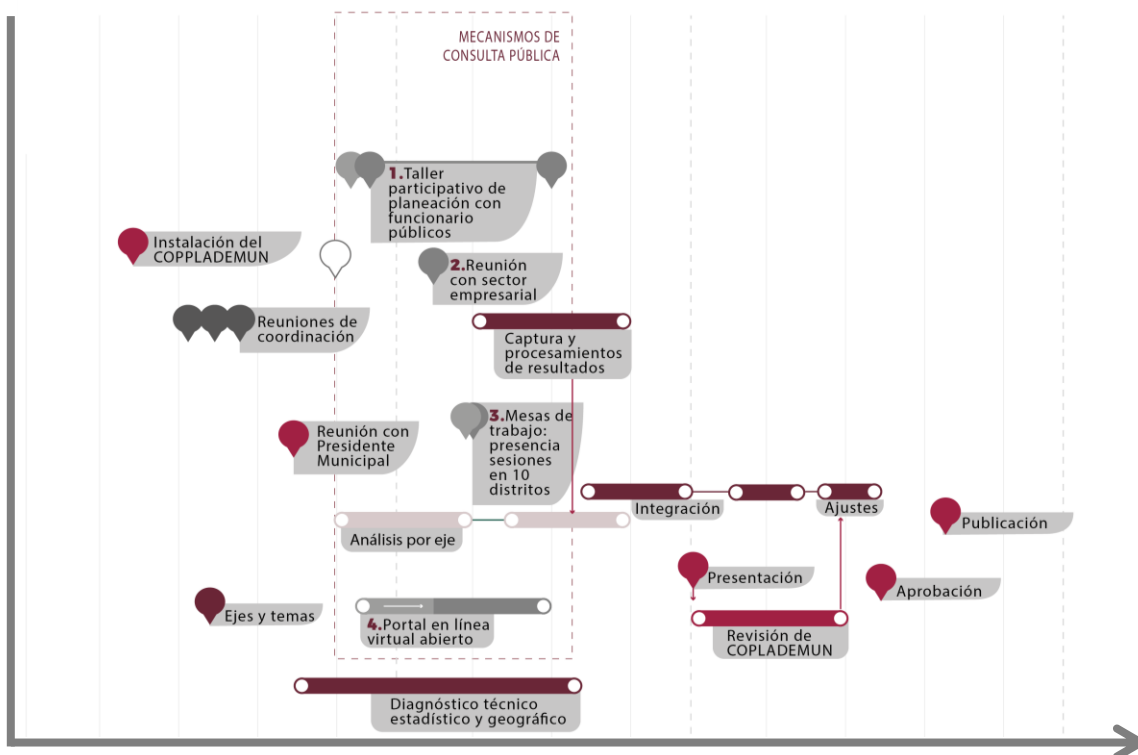 MECANISMOS DE
CONSULTA PÚBLICA
1.Taller
participativo de
planeación con
funcionario
públicos
Instalación del
COPPLADEMUN
2.Reunión
con sector
empresarial
Reuniones de
coordinación
Captura y
procesamientos
de resultados
3.Mesas de
trabajo:
presencia
sesiones
en 10
distritos
Reunión con
Presidente
Municipal
Integración
Ajustes
Publicación
Análisis por eje
Presentación
Aprobación
Ejes y temas
4.Portal en línea
virtual abierto
Revisión de
COPLADEMUN
Diagnóstico técnico
estadístico y geográfico